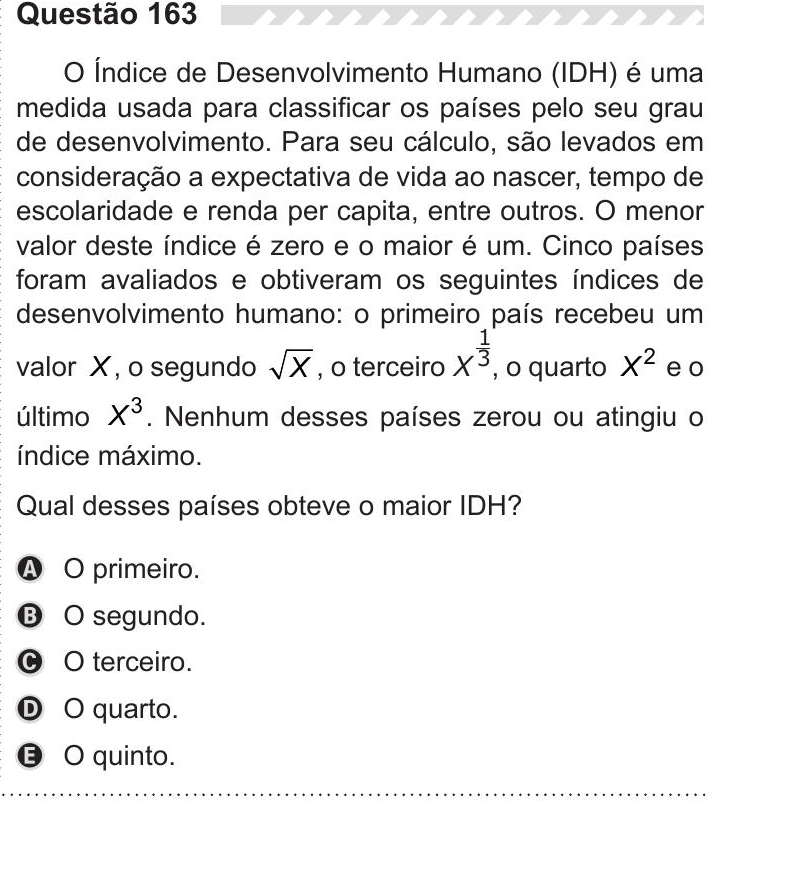 Questão 163
O Índice de Desenvolvimento Humano (IDH) é uma
medida usada para classificar os países pelo seu grau
de desenvolvimento. Para seu cálculo, são levados em
consideração a expectativa de vida ao nascer, tempo de
escolaridade e renda per capita, entre outros. O menor
valor deste índice é zero e o maior é um. Cinco países
foram avaliados e obtiveram os seguintes índices de
desenvolvimento humano: o primeiro país recebeu um
valor X, o segundo √X, o terceiro X^(1/3), o quarto X² e o
último X³. Nenhum desses países zerou ou atingiu o
índice máximo.
Qual desses países obteve o maior IDH?
A O primeiro.
B O segundo.
C O terceiro.
D O quarto.
E O quinto.